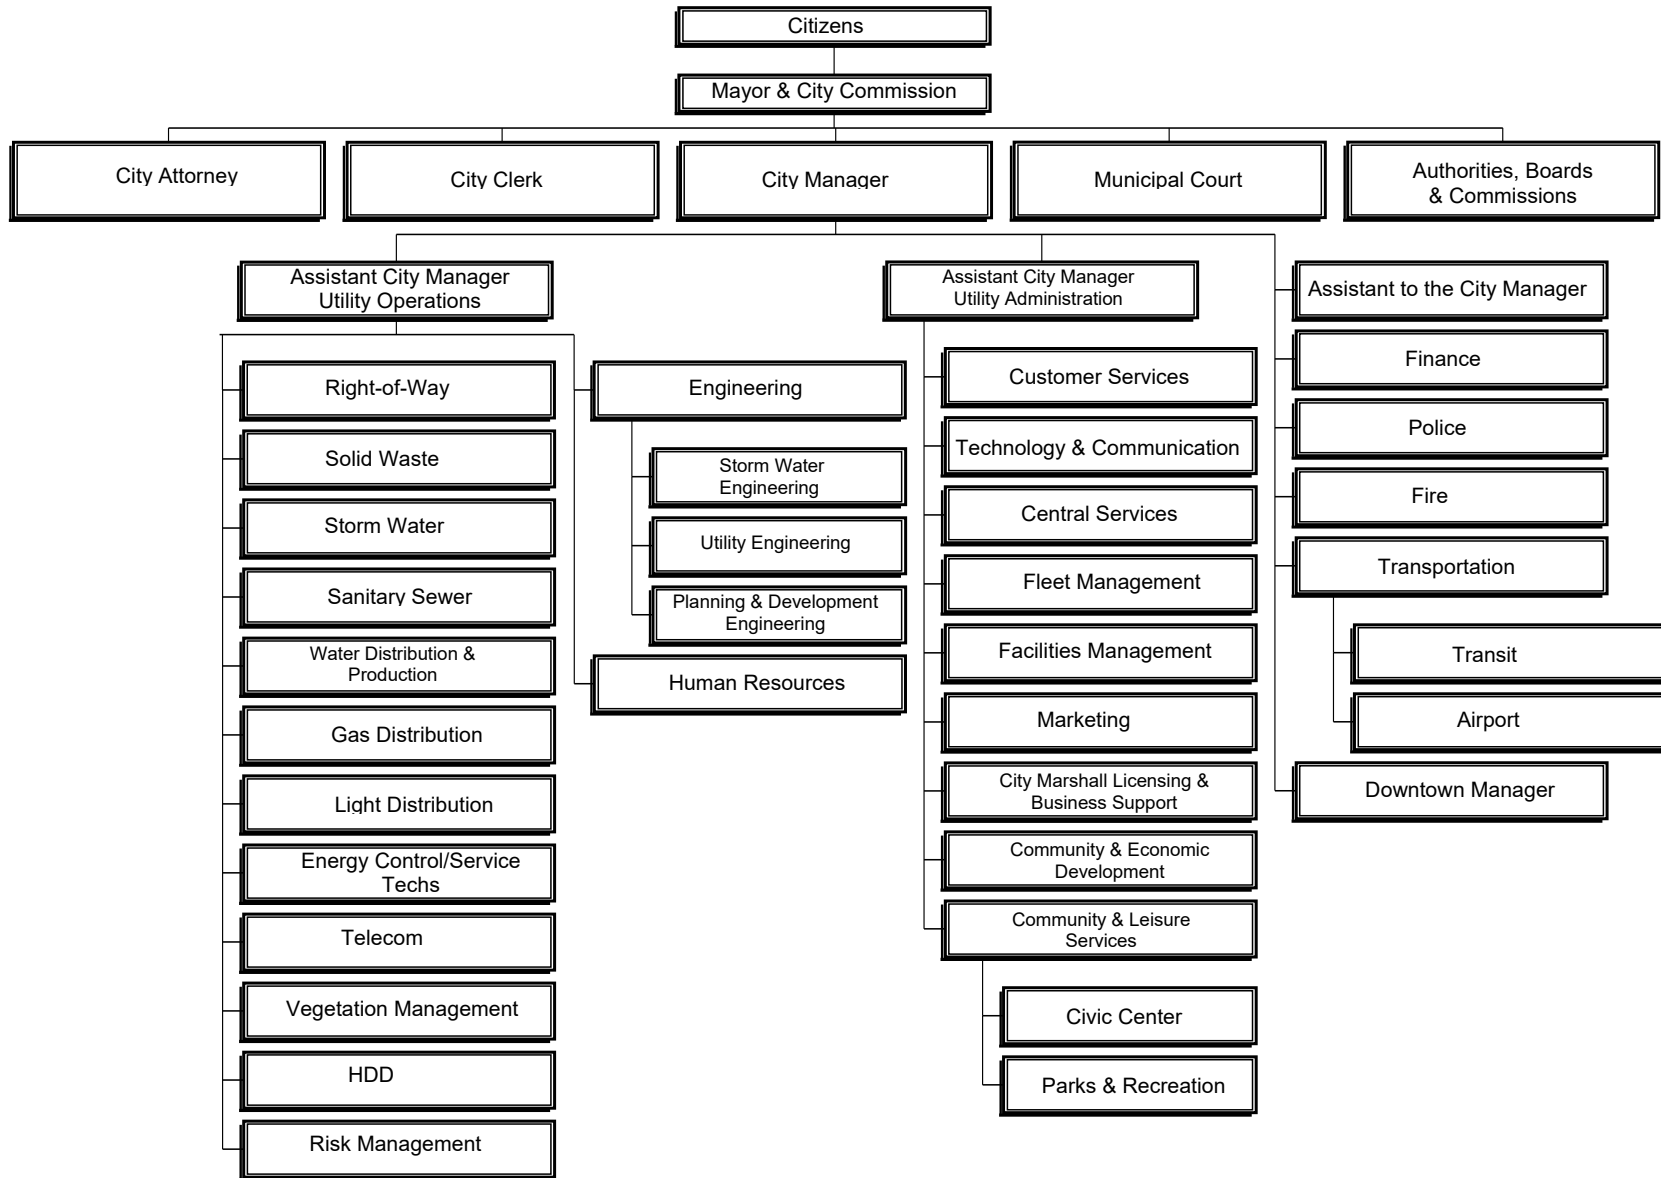 Citizens
Mayor & City Commission
City Attorney
City Clerk
City Manager
Municipal Court
Authorities, Boards
& Commissions
Assistant City Manager
Utility Operations
Right-of-Way
Solid Waste
Storm Water
Sanitary Sewer
Water Distribution &
Production
Gas Distribution
Light Distribution
Energy Control/Service
Techs
Telecom
Vegetation Management
HDD
Risk Management
Engineering
Storm Water
Engineering
Utility Engineering
Planning & Development
Engineering
Human Resources
Assistant City Manager
Utility Administration
Customer Services
Technology & Communication
Central Services
Fleet Management
Facilities Management
Marketing
City Marshall Licensing &
Business Support
Community & Economic
Development
Community & Leisure
Services
Civic Center
Parks & Recreation
Assistant to the City Manager
Finance
Police
Fire
Transportation
Transit
Airport
Downtown Manager